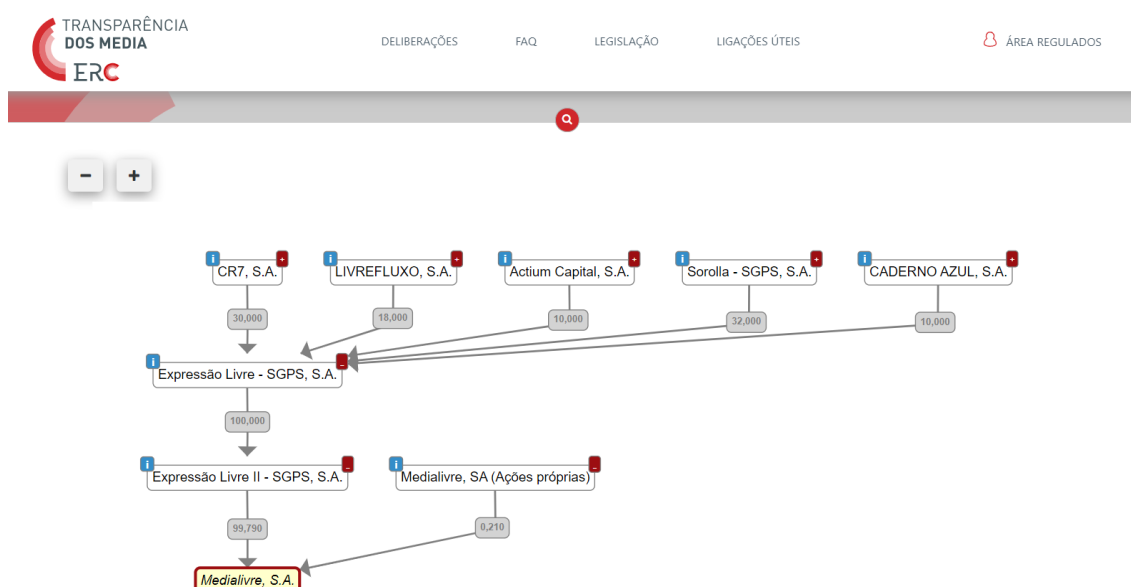 TRANSPARÊNCIA
DOS MEDIA
ERC
DELIBERAÇÕES FAQ LEGISLAÇÃO LIGAÇÕES ÚTEIS ÁREA REGULADOS
- +
i + i + i + i + i +
CR7, S.A. LIVREFLUXO, S.A. Actium Capital, S.A. Sorolla - SGPS, S.A. CADERNO AZUL, S.A.
30,000 18,000 10,000 32,000 10,000
i -
Expressão Livre - SGPS, S.A.
100,000
i - i -
Expressão Livre II - SGPS, S.A. Medialivre, SA (Ações próprias)
99,790 0,210
Medialivre, S.A.